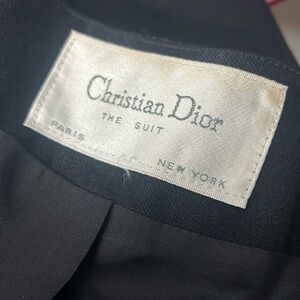 Christian Dior
THE SUIT
PARIS NEW YORK